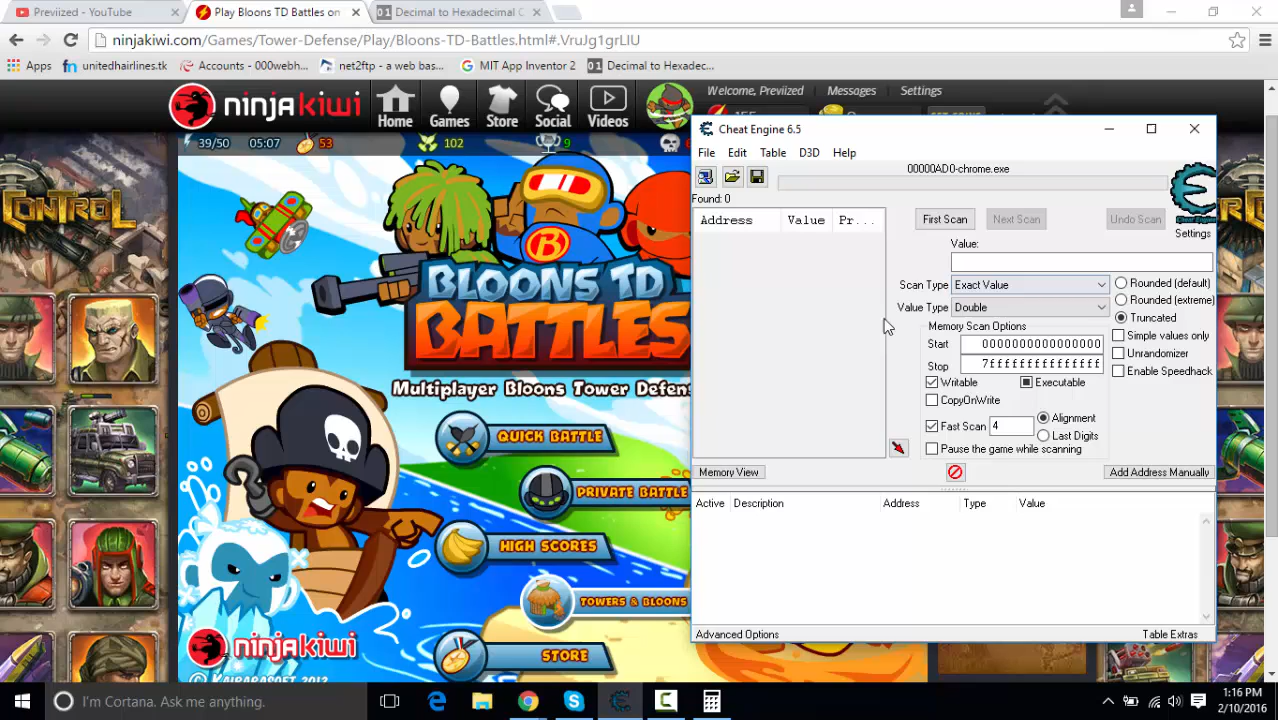 Previized - YouTube
Play Bloons TD Battles on
Decimal to Hexadecimal C
ninjakiwi.com/Games/Tower-Defense/Play/Bloons-TD-Battles.html#.VruJg1grLIU
Apps
unitedhairlines.tk
Accounts - 000webh...
net2ftp - a web bas...
MIT App Inventor 2
Decimal to Hexadec...
ninjakiwi
Home
Games
Store
Social
Videos
Welcome, Previized
Messages
Settings
39/50
05:07
53
102
9
CONTROL
BLOONS TD
BATTLES
Multiplayer Bloons Tower Defens
QUICK BATTLE
PRIVATE BATTLE
HIGH SCORES
TOWERS & BLOONS
STORE
ninjakiwi
© KAIPARASOFT 2012
Cheat Engine 6.5
File
Edit
Table
D3D
Help
00000AD0-chrome.exe
Found: 0
Address
Value
Pr...
First Scan
Next Scan
Undo Scan
Cheat Engine
Settings
Value:
Scan Type
Exact Value
Value Type
Double
Rounded (default)
Rounded (extreme)
Truncated
Memory Scan Options
Simple values only
Start
0000000000000000
Unrandomizer
Stop
7fffffffffffffff
Enable Speedhack
Writable
Executable
CopyOnWrite
Fast Scan
4
Alignment
Last Digits
Pause the game while scanning
Memory View
Add Address Manually
Active
Description
Address
Type
Value
Advanced Options
Table Extras
I'm Cortana. Ask me anything.
1:16 PM
2/10/2016